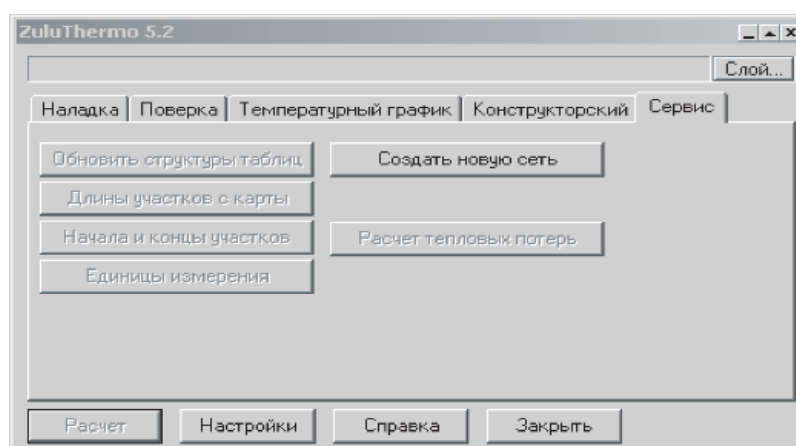 ZuluThermo 5.2
Слой...
Наладка Поверка Температурный график Конструкторский Сервис
Обновить структуры таблиц Создать новую сеть
Длины участков с карты
Начала и концы участков Расчет тепловых потерь
Единицы измерения
Расчет Настройки Справка Закрыть